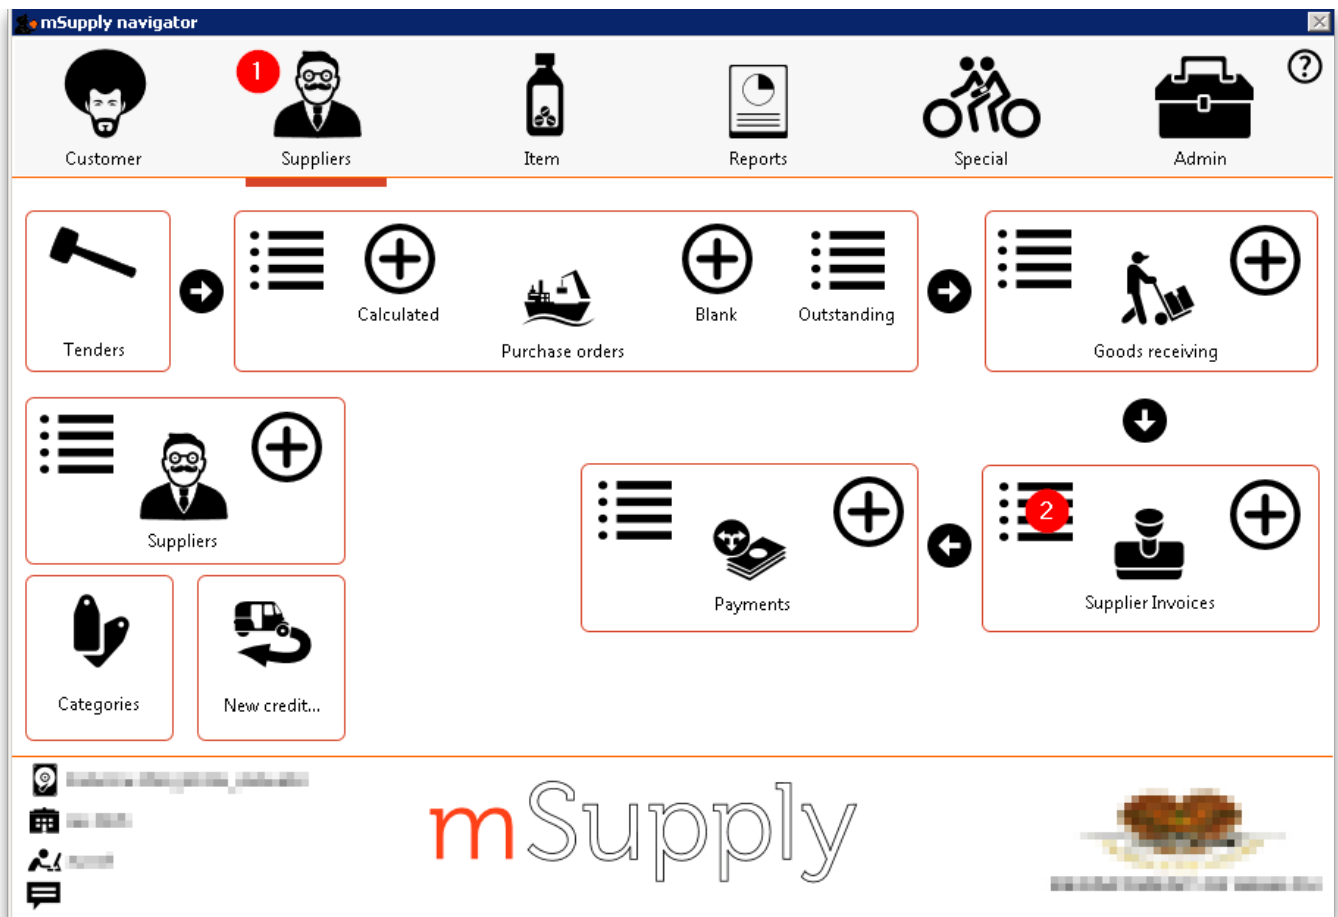 mSupply navigator
1
?
Customer
Suppliers
Item
Reports
Special
Admin
Calculated
Blank
Outstanding
Tenders
Purchase orders
Goods receiving
2
Suppliers
Payments
Supplier Invoices
Categories
New credit...
mSupply